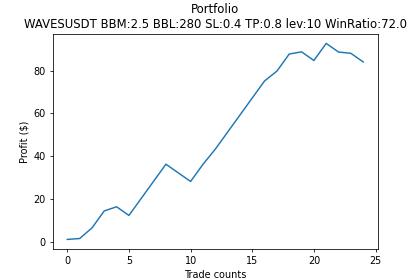 Portfolio
WAVESUSDT BBM:2.5 BBL:280 SL:0.4 TP:0.8 lev:10 WinRatio:72.0
80
60
40
20
0
Profit ($)
0 5 10 15 20 25
Trade counts